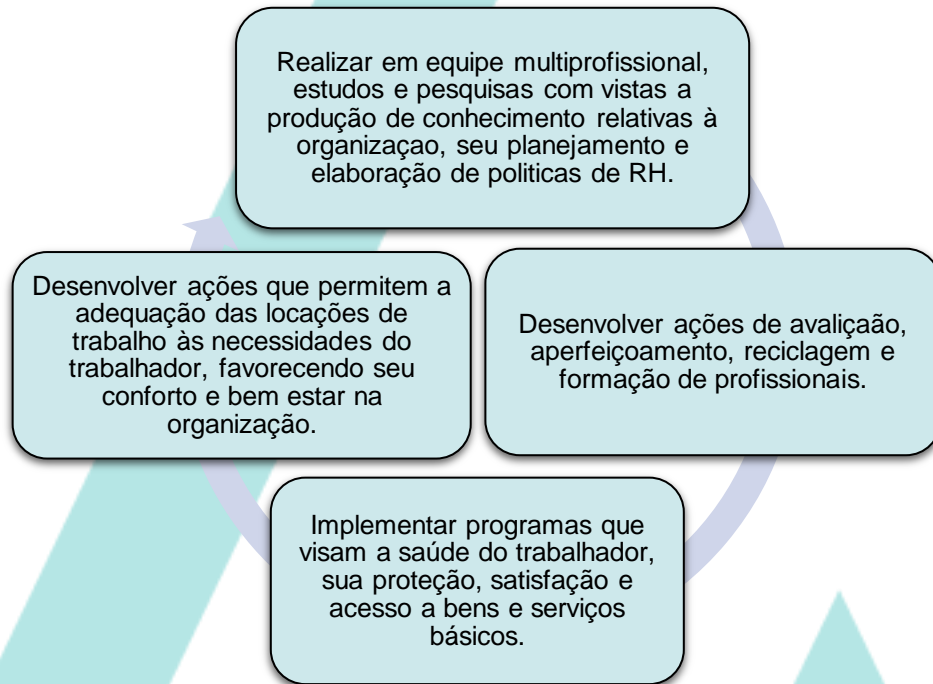 Realizar em equipe multiprofissional,
estudos e pesquisas com vistas a
produção de conhecimento relativas à
organizaçao, seu planejamento e
elaboração de politicas de RH.
Desenvolver ações que permitem a
adequação das locações de
trabalho às necessidades do
trabalhador, favorecendo seu
conforto e bem estar na
organização.
Desenvolver ações de avaliçaão,
aperfeiçoamento, reciclagem e
formação de profissionais.
Implementar programas que
visam a saúde do trabalhador,
sua proteção, satisfação e
acesso a bens e serviços
básicos.